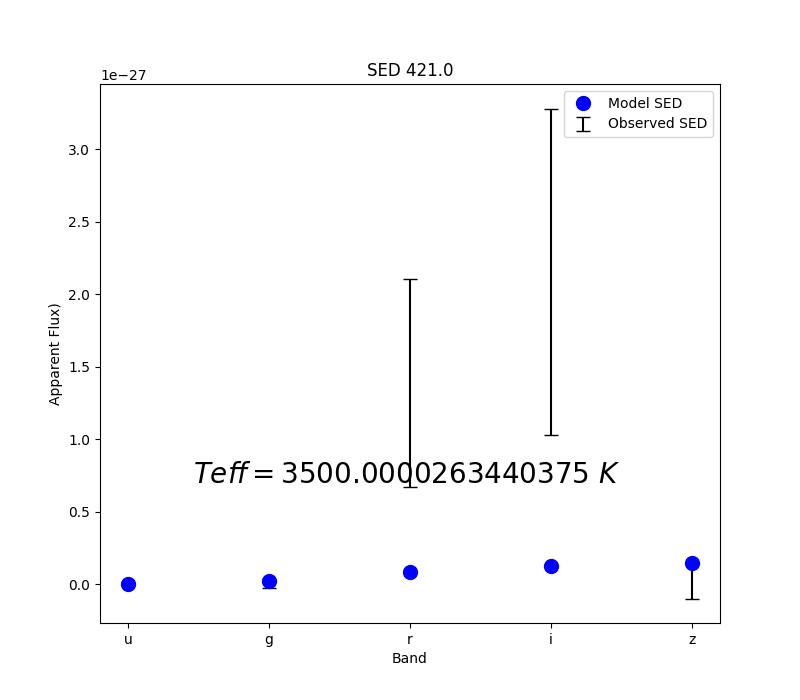 SED 421.0
1e−27
Model SED
Observed SED
3.0
2.5
2.0
1.5
1.0
0.5
0.0
Apparent Flux)
Teff = 3500.0000263440375 K
u g r i z
Band